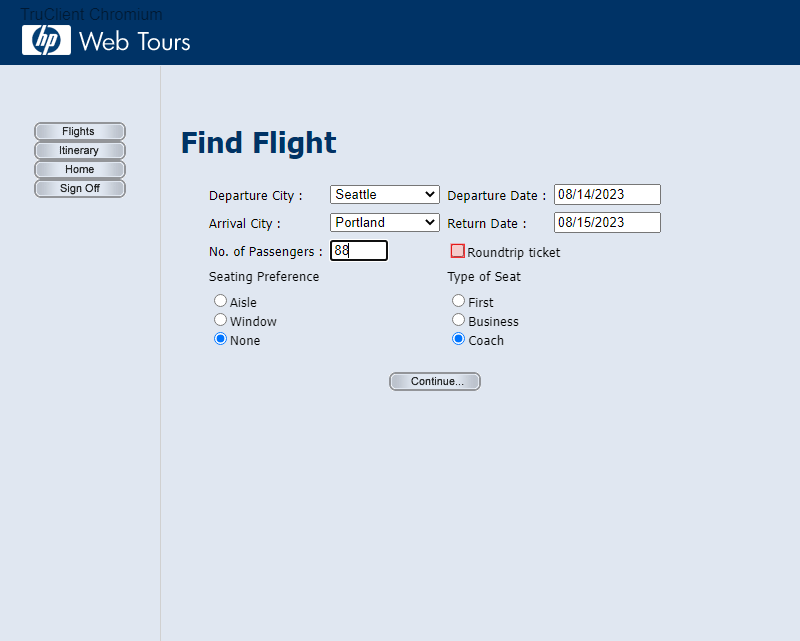 TruClient Chromium
hp Web Tours
Flights
Itinerary
Home
Sign Off
Find Flight
Departure City : Seattle Departure Date : 08/14/2023
Arrival City : Portland Return Date : 08/15/2023
No. of Passengers : 88 Roundtrip ticket
Seating Preference Type of Seat
Aisle First
Window Business
None Coach
Continue...